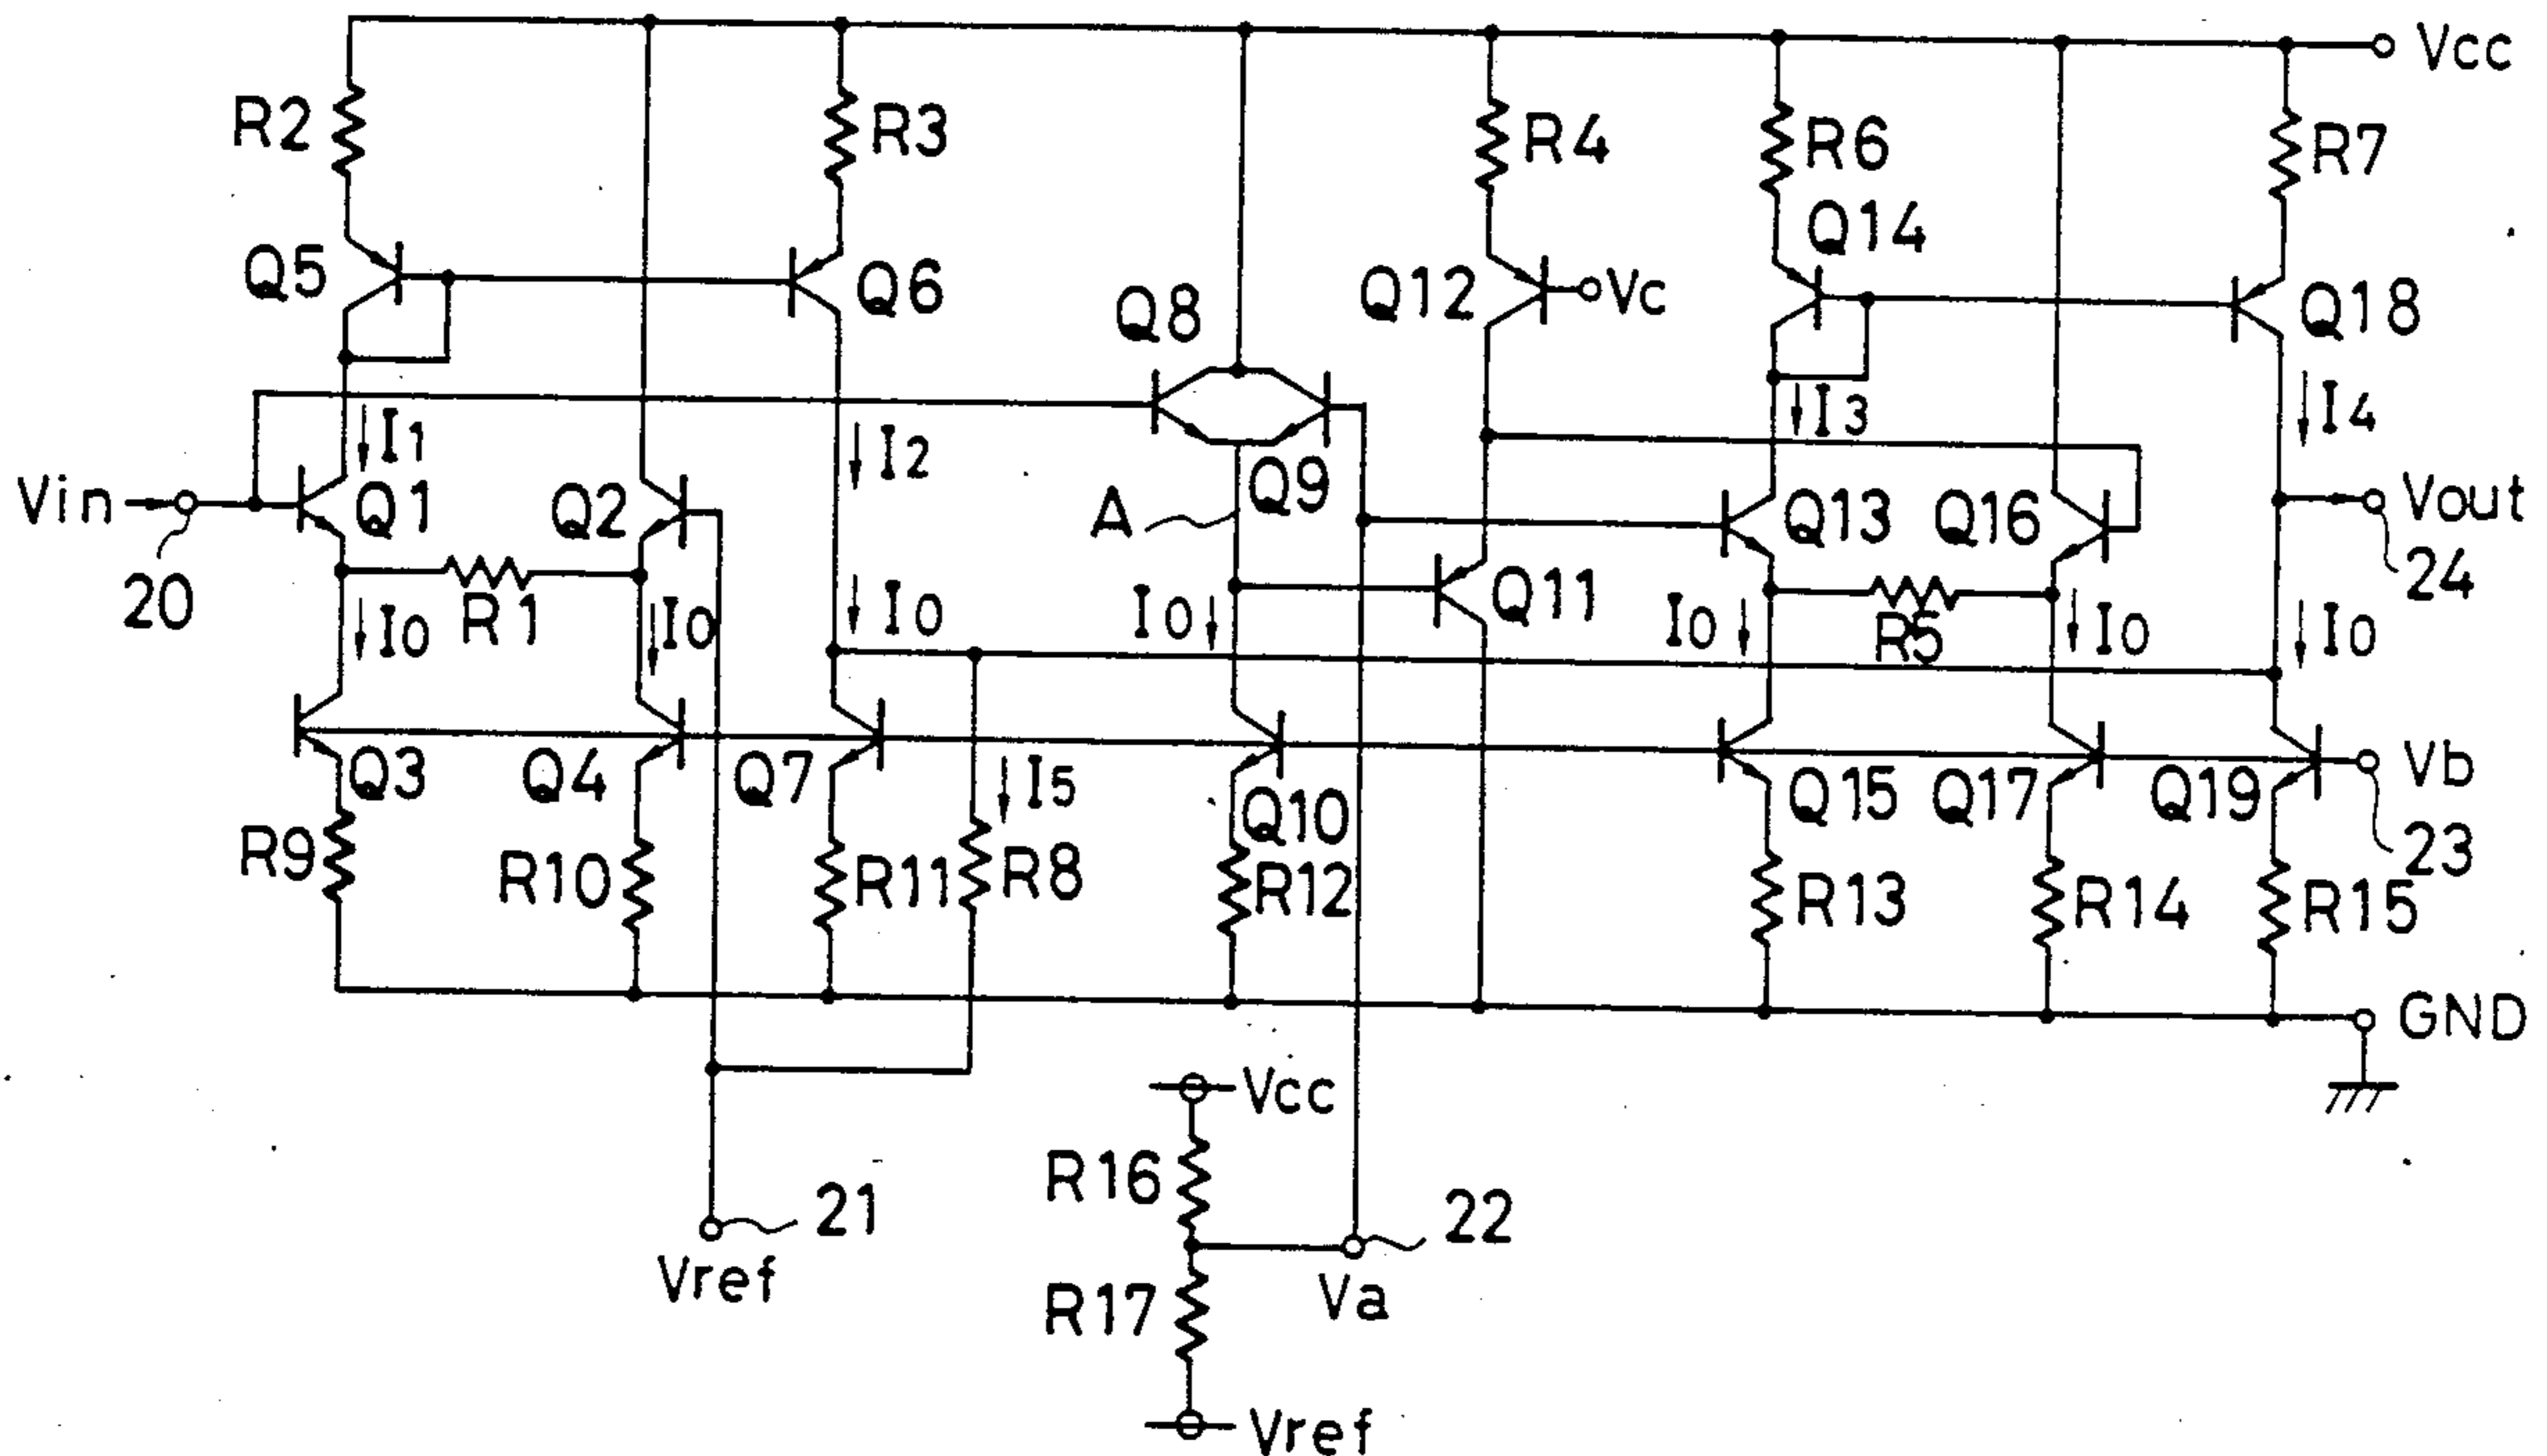 Vcc
R2
R3
R4
R6
R7
Q5
Q6
Q8
Q12
Vc
Q14
Q18
I1
I2
I3
I4
Vin
Q1
Q2
Q9
A
Q13
Q16
Vout
20
24
I0
R1
I0
I0
I0
Q11
I0
R5
I0
I0
Q3
Q4
Q7
I5
Q10
Q15
Q17
Q19
Vb
23
R9
R10
R11
R8
R12
R13
R14
R15
GND
Vcc
R16
21
22
Vref
R17
Va
Vref